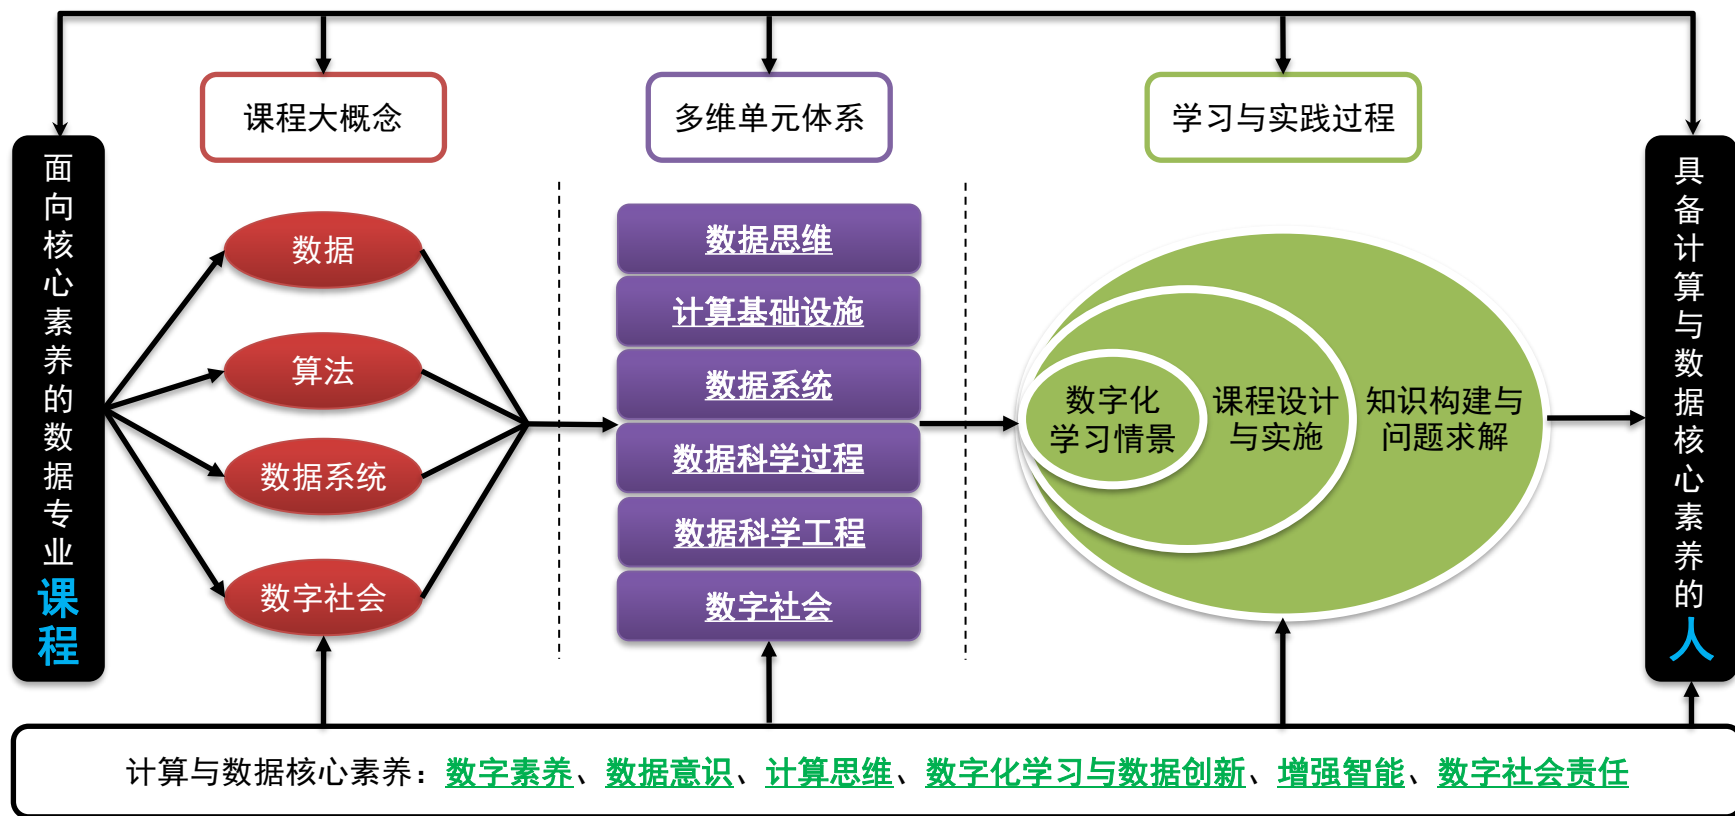 课程大概念
多维单元体系
学习与实践过程
面向核心素养的数据专业课程
数据
算法
数据系统
数字社会
数据思维
计算基础设施
数据系统
数据科学过程
数据科学工程
数字社会
数字化
学习情景
课程设计
与实施
知识构建与
问题求解
具备计算与数据核心素养的人
计算与数据核心素养：数字素养、数据意识、计算思维、数字化学习与数据创新、增强智能、数字社会责任